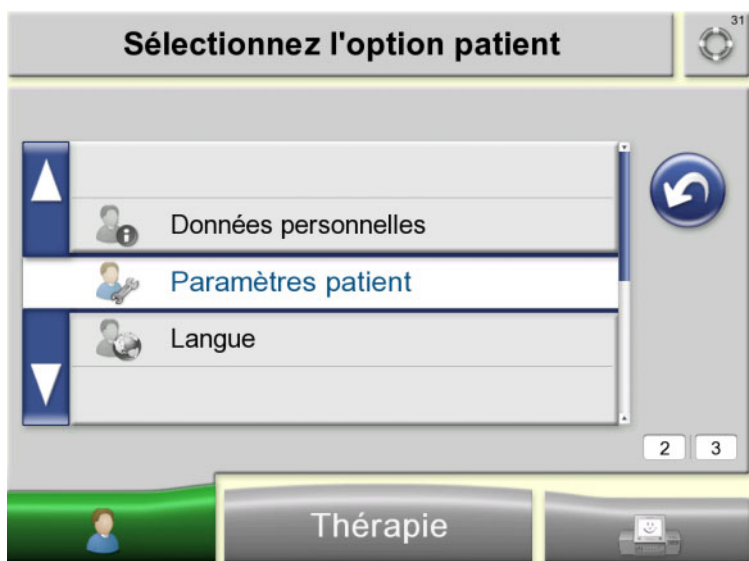 Sélectionnez l'option patient
31
Données personnelles
Paramètres patient
Langue
2 3
Thérapie